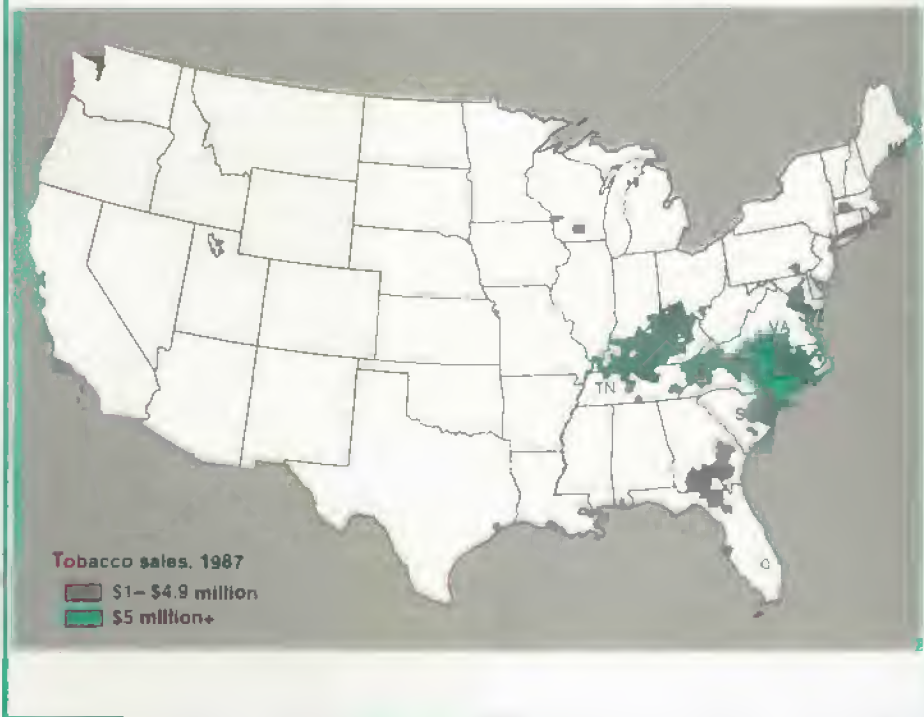 VA
TN
S
Tobacco sales, 1987
$1–$4.9 million
$5 million+